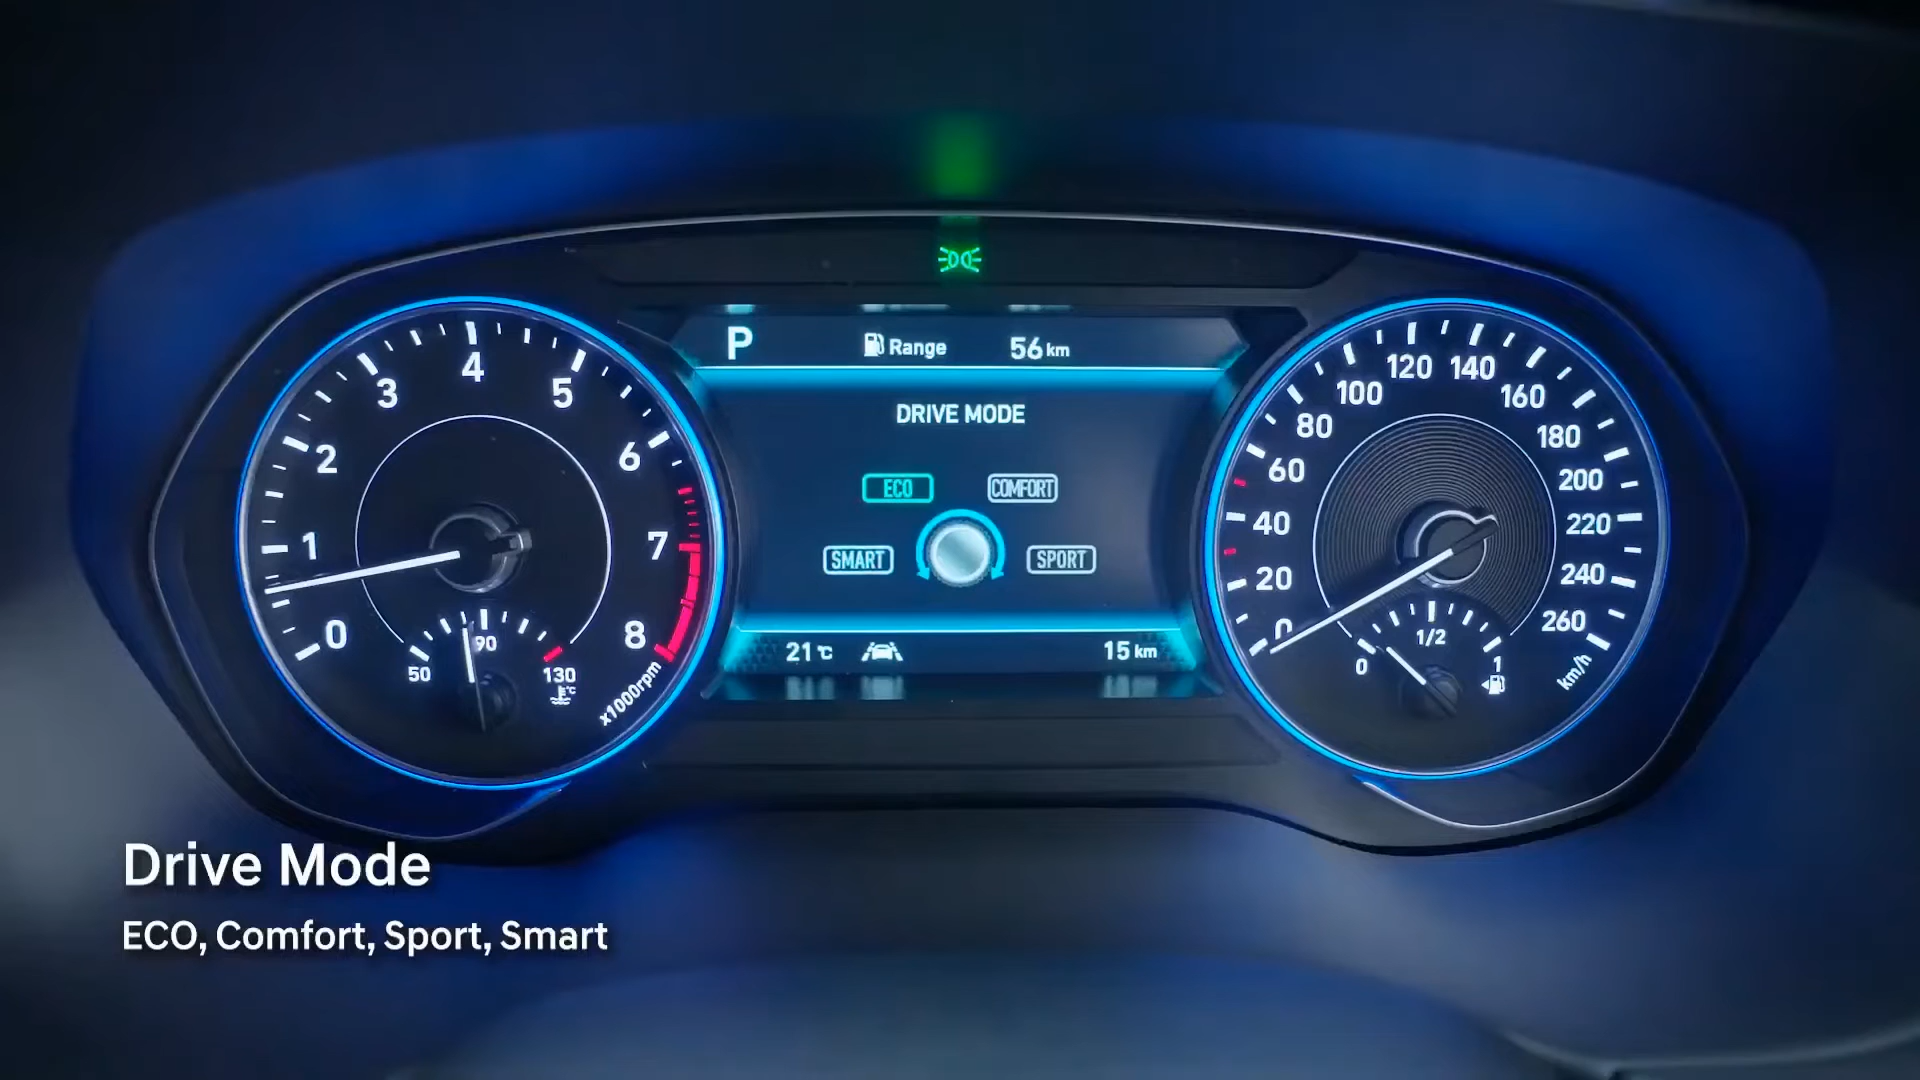 P Range 56 km
DRIVE MODE
ECO COMFORT
SMART SPORT
21 °C 15 km
0 1 2 3 4 5 6 7 8
x1000rpm
50 90 130
°C
0 20 40 60 80 100 120 140 160 180 200 220 240 260
km/h
0 1/2 1
Drive Mode
ECO, Comfort, Sport, Smart